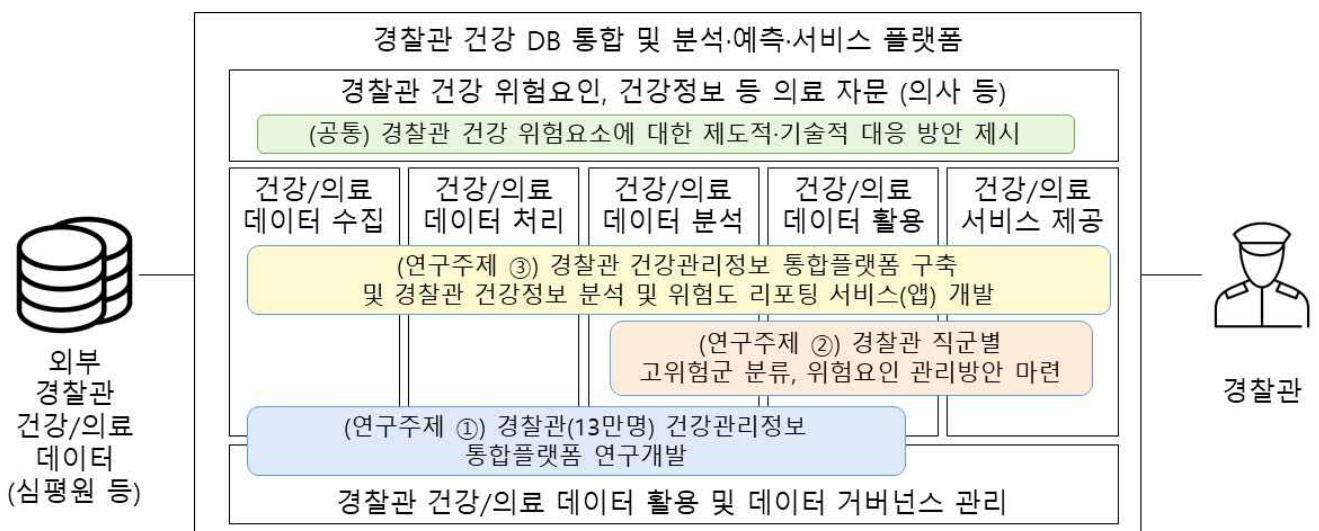 경찰관 건강 DB 통합 및 분석·예측·서비스 플랫폼
경찰관 건강 위험요인, 건강정보 등 의료 자문 (의사 등)
(공통) 경찰관 건강 위험요소에 대한 제도적·기술적 대응 방안 제시
건강/의료
데이터 수집
건강/의료
데이터 처리
건강/의료
데이터 분석
건강/의료
데이터 활용
건강/의료
서비스 제공
(연구주제 ③) 경찰관 건강관리정보 통합플랫폼 구축
및 경찰관 건강정보 분석 및 위험도 리포팅 서비스(앱) 개발
(연구주제 ②) 경찰관 직군별
고위험군 분류, 위험요인 관리방안 마련
(연구주제 ①) 경찰관(13만명) 건강관리정보
통합플랫폼 연구개발
경찰관 건강/의료 데이터 활용 및 데이터 거버넌스 관리
외부
경찰관
건강/의료
데이터
(심평원 등)
경찰관